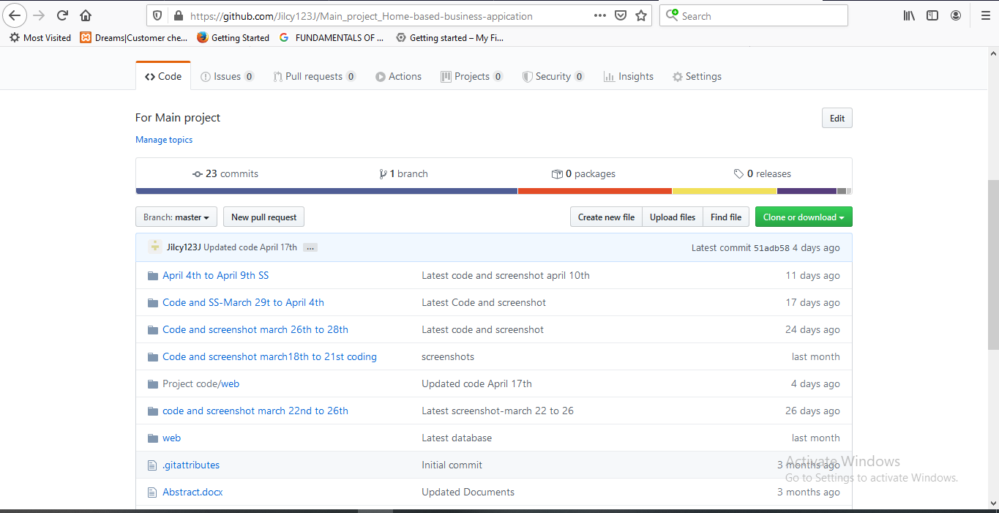 https://github.com/Jilcy123J/Main_project_Home-based-business-appication
Search
Most Visited Dreams|Customer che... Getting Started FUNDAMENTALS OF ... Getting started – My Fi...
Code Issues 0 Pull requests 0 Actions Projects 0 Security 0 Insights Settings
For Main project Edit
Manage topics
23 commits 1 branch 0 packages 0 releases
Branch: master New pull request Create new file Upload files Find file Clone or download
Jilcy123J Updated code April 17th ... Latest commit 51adb58 4 days ago
April 4th to April 9th SS Latest code and screenshot april 10th 11 days ago
Code and SS-March 29t to April 4th Latest Code and screenshot 17 days ago
Code and screenshot march 26th to 28th Latest code and screenshot 24 days ago
Code and screenshot march18th to 21st coding screenshots last month
Project code/web Updated code April 17th 4 days ago
code and screenshot march 22nd to 26th Latest screenshot-march 22 to 26 26 days ago
web Latest database last month
.gitattributes Initial commit 3 months ago
Activate Windows
Go to Settings to activate Windows.
Abstract.docx Updated Documents 3 months ago